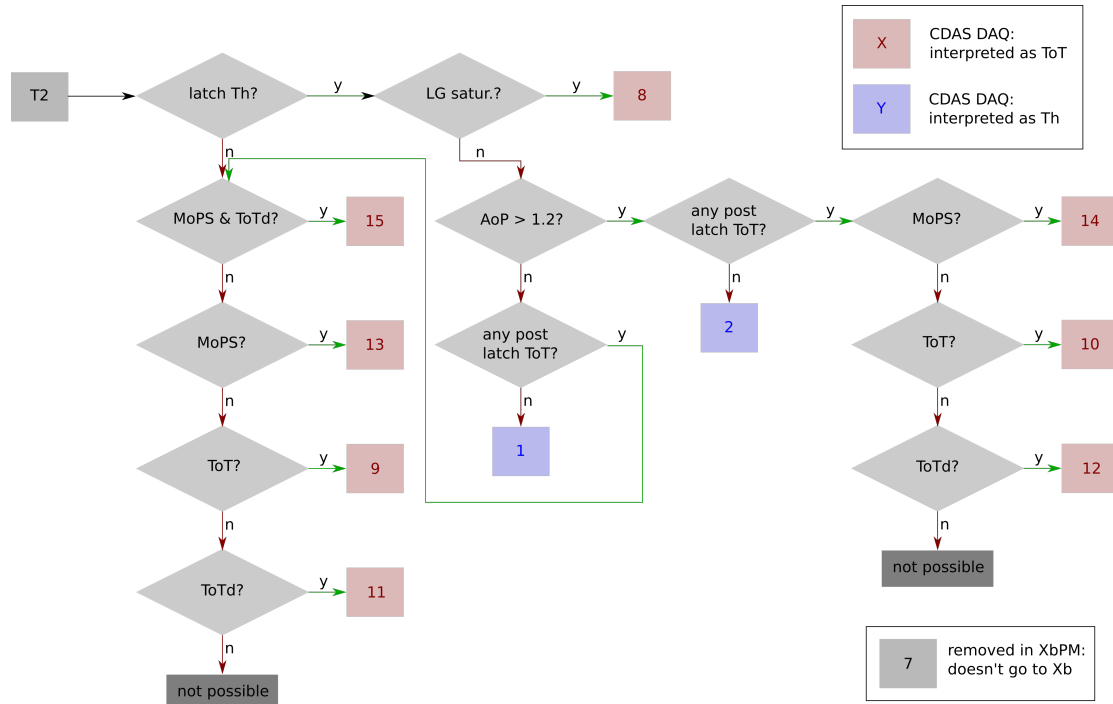 CDAS DAQ:
interpreted as ToT
X
CDAS DAQ:
interpreted as Th
Y
T2
latch Th?
y
LG satur.?
y
8
n
n
MoPS & ToTd?
y
15
AoP > 1.2?
y
any post
latch ToT?
y
MoPS?
y
14
n
n
n
n
MoPS?
y
13
any post
latch ToT?
y
2
ToT?
y
10
n
n
n
ToT?
y
9
1
ToTd?
y
12
n
n
not possible
ToTd?
y
11
n
not possible
7
removed in XbPM:
doesn't go to Xb